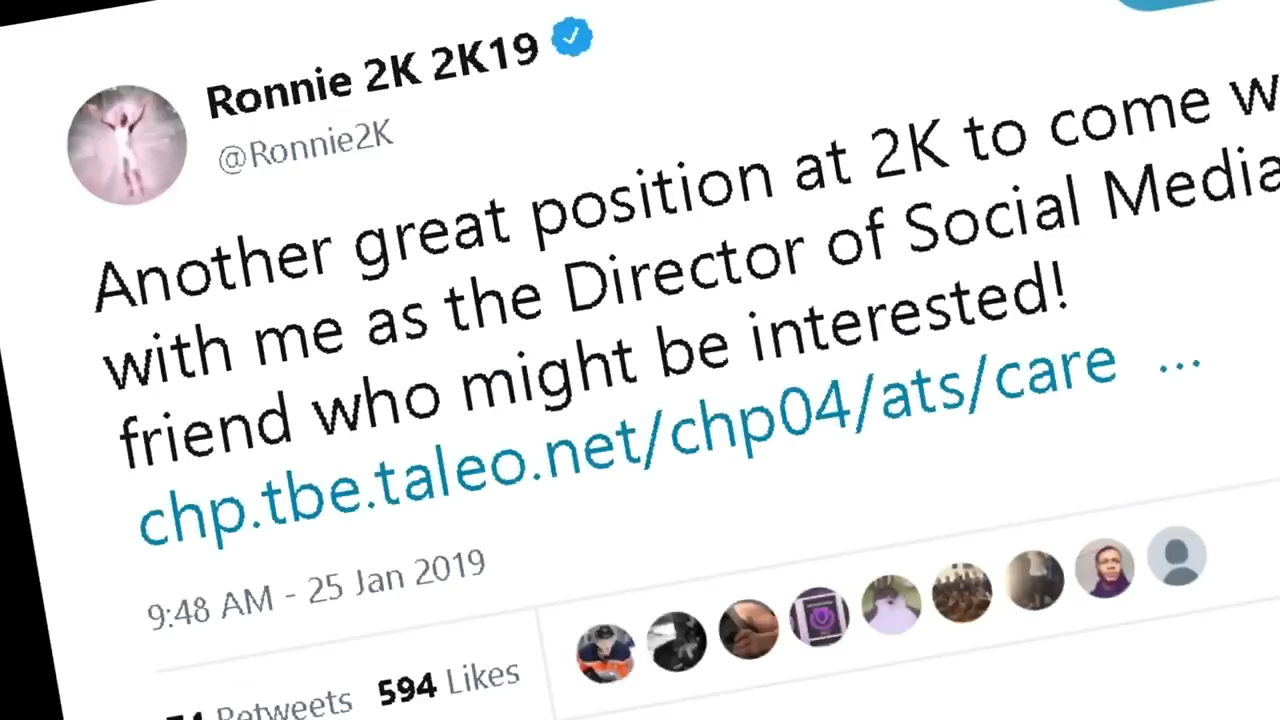 Ronnie 2K 2K19
@Ronnie2K
Another great position at 2K to come
with me as the Director of Social Media
friend who might be interested!
chp.tbe.taleo.net/chp04/ats/care ...
9:48 AM - 25 Jan 2019
Retweets 594 Likes